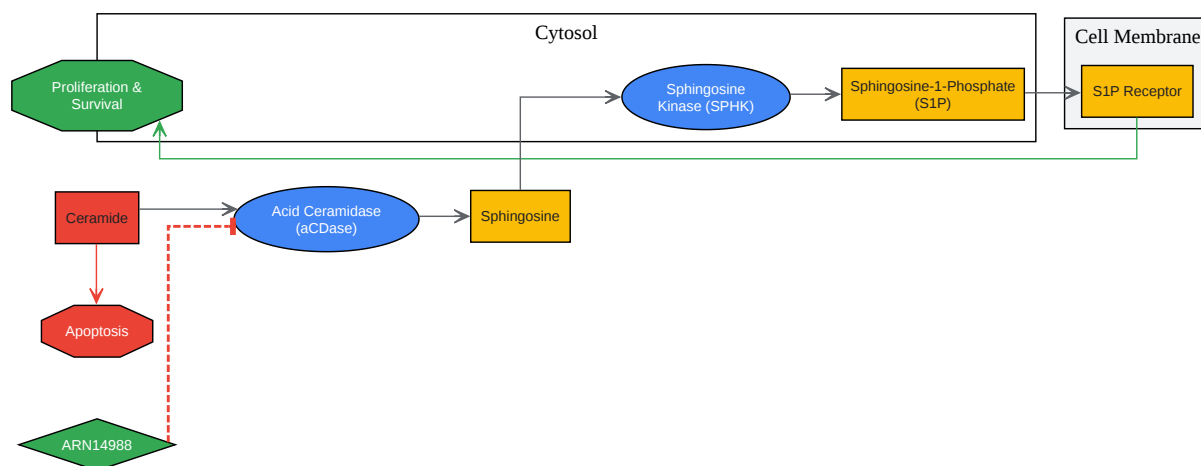 Cytosol
Cell Membrane
Proliferation &
Survival
Sphingosine
Kinase (SPHK)
Sphingosine-1-Phosphate
(S1P)
S1P Receptor
Ceramide
Acid Ceramidase
(aCDase)
Sphingosine
Apoptosis
ARN14988